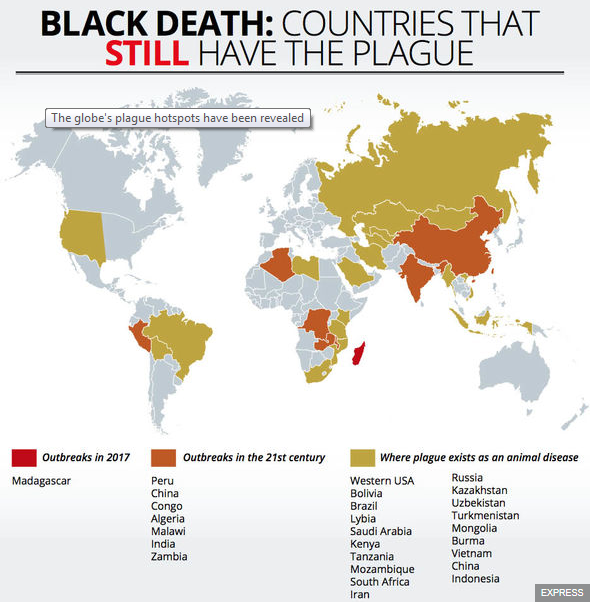 BLACK DEATH: COUNTRIES THAT
STILL HAVE THE PLAGUE
The globe's plague hotspots have been revealed
Outbreaks in 2017
Madagascar
Outbreaks in the 21st century
Peru
China
Congo
Algeria
Malawi
India
Zambia
Where plague exists as an animal disease
Western USA
Bolivia
Brazil
Lybia
Saudi Arabia
Kenya
Tanzania
Mozambique
South Africa
Iran
Russia
Kazakhstan
Uzbekistan
Turkmenistan
Mongolia
Burma
Vietnam
China
Indonesia
EXPRESS